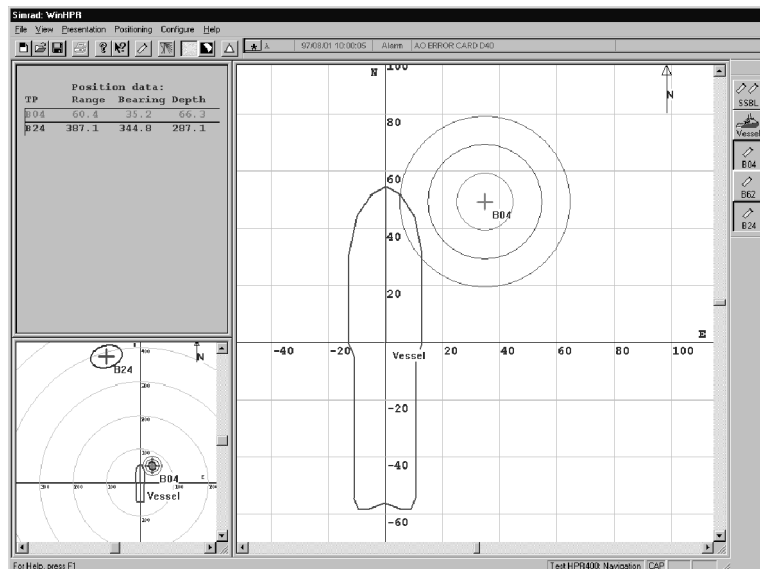 Simrad: WinHPR
File View Presentation Positioning Configure Help
97/08/01 10:00:05 Alarm AO ERROR CARD D40
Position data:
TP Range Bearing Depth
B04 60.4 35.2 66.3
B24 387.1 344.8 287.1
N 100
N
80
60
B04
40
20
E
-40 -20 20 40 60 80 100
Vessel
-20
-40
-60
SSBL
Vessel
B04
B62
B24
400
N
B24
B04
Vessel
For Help, press F1
Test HPR400: Navigation CAP